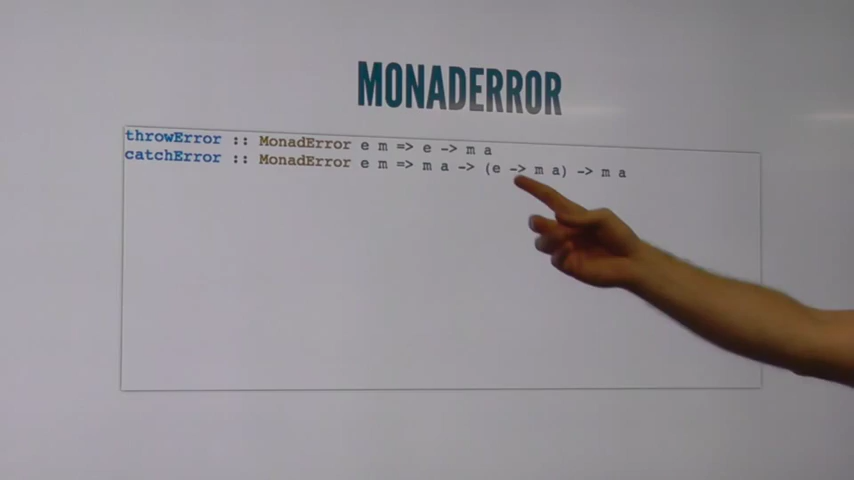 MONADERROR
throwError :: MonadError e m => e -> m a
catchError :: MonadError e m => m a -> (e -> m a) -> m a